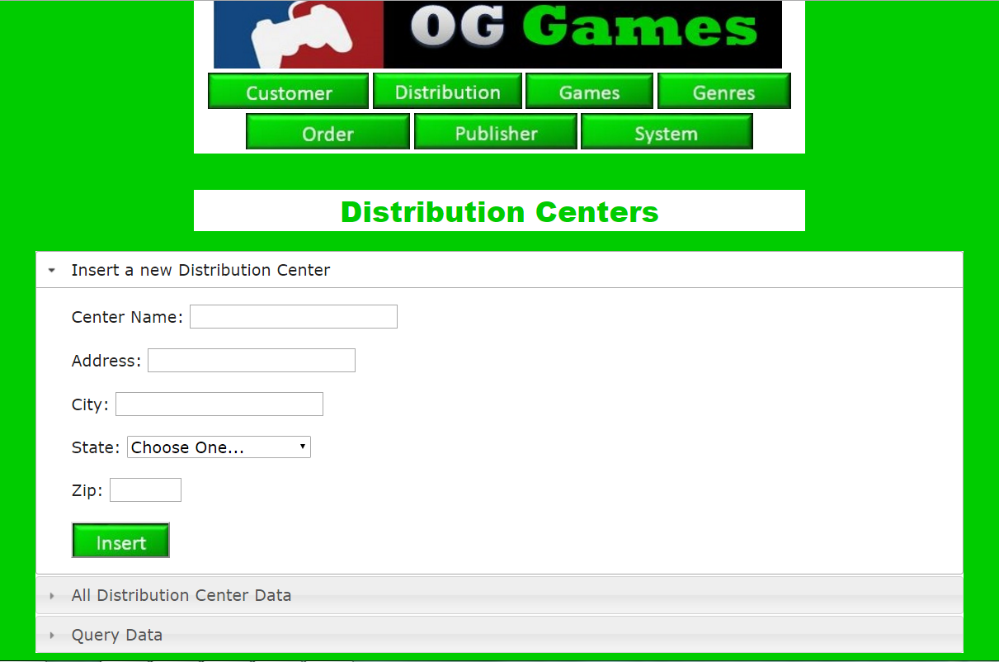 OG Games
Customer Distribution Games Genres
Order Publisher System
Distribution Centers
Insert a new Distribution Center
Center Name:
Address:
City:
State: Choose One...
Zip:
Insert
All Distribution Center Data
Query Data